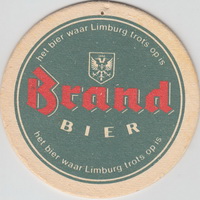 het bier waar Limburg trots op is
Brand
BIER
het bier waar Limburg trots op is